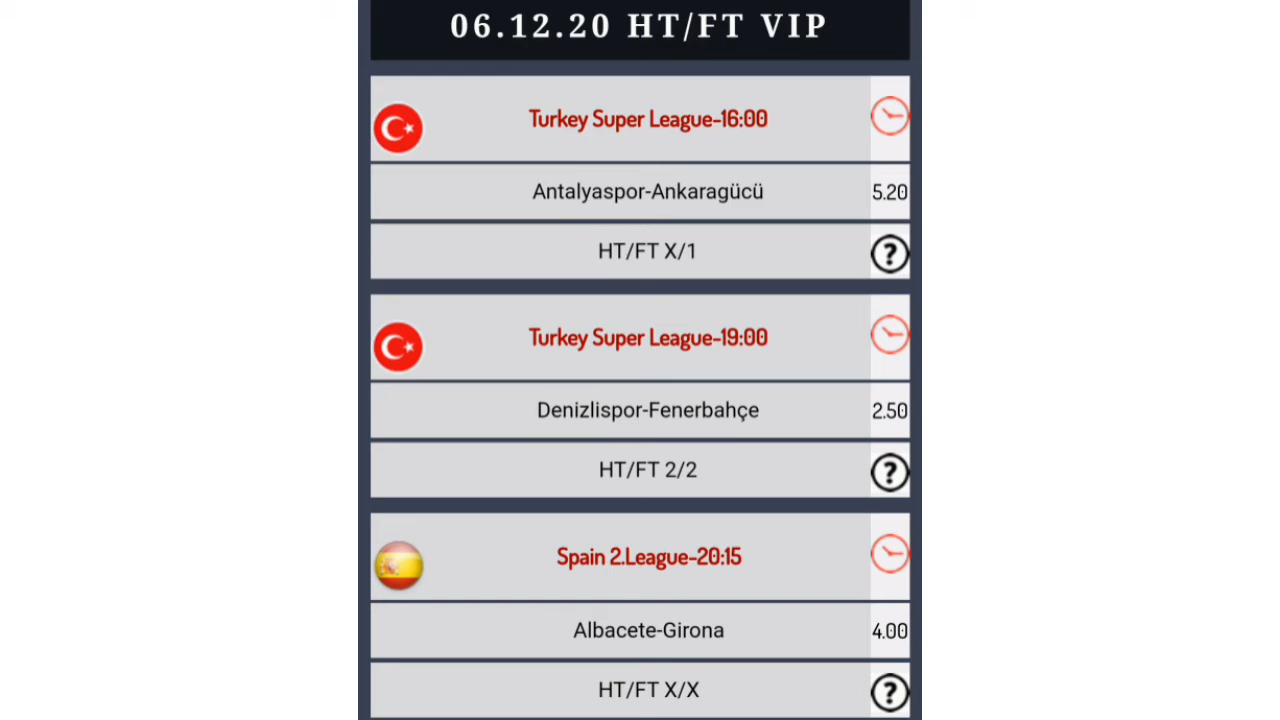 06.12.20 HT/FT VIP
Turkey Super League-16:00
Antalyaspor-Ankaragücü 5.20
HT/FT X/1 ?
Turkey Super League-19:00
Denizlispor-Fenerbahçe 2.50
HT/FT 2/2 ?
Spain 2.League-20:15
Albacete-Girona 4.00
HT/FT X/X ?